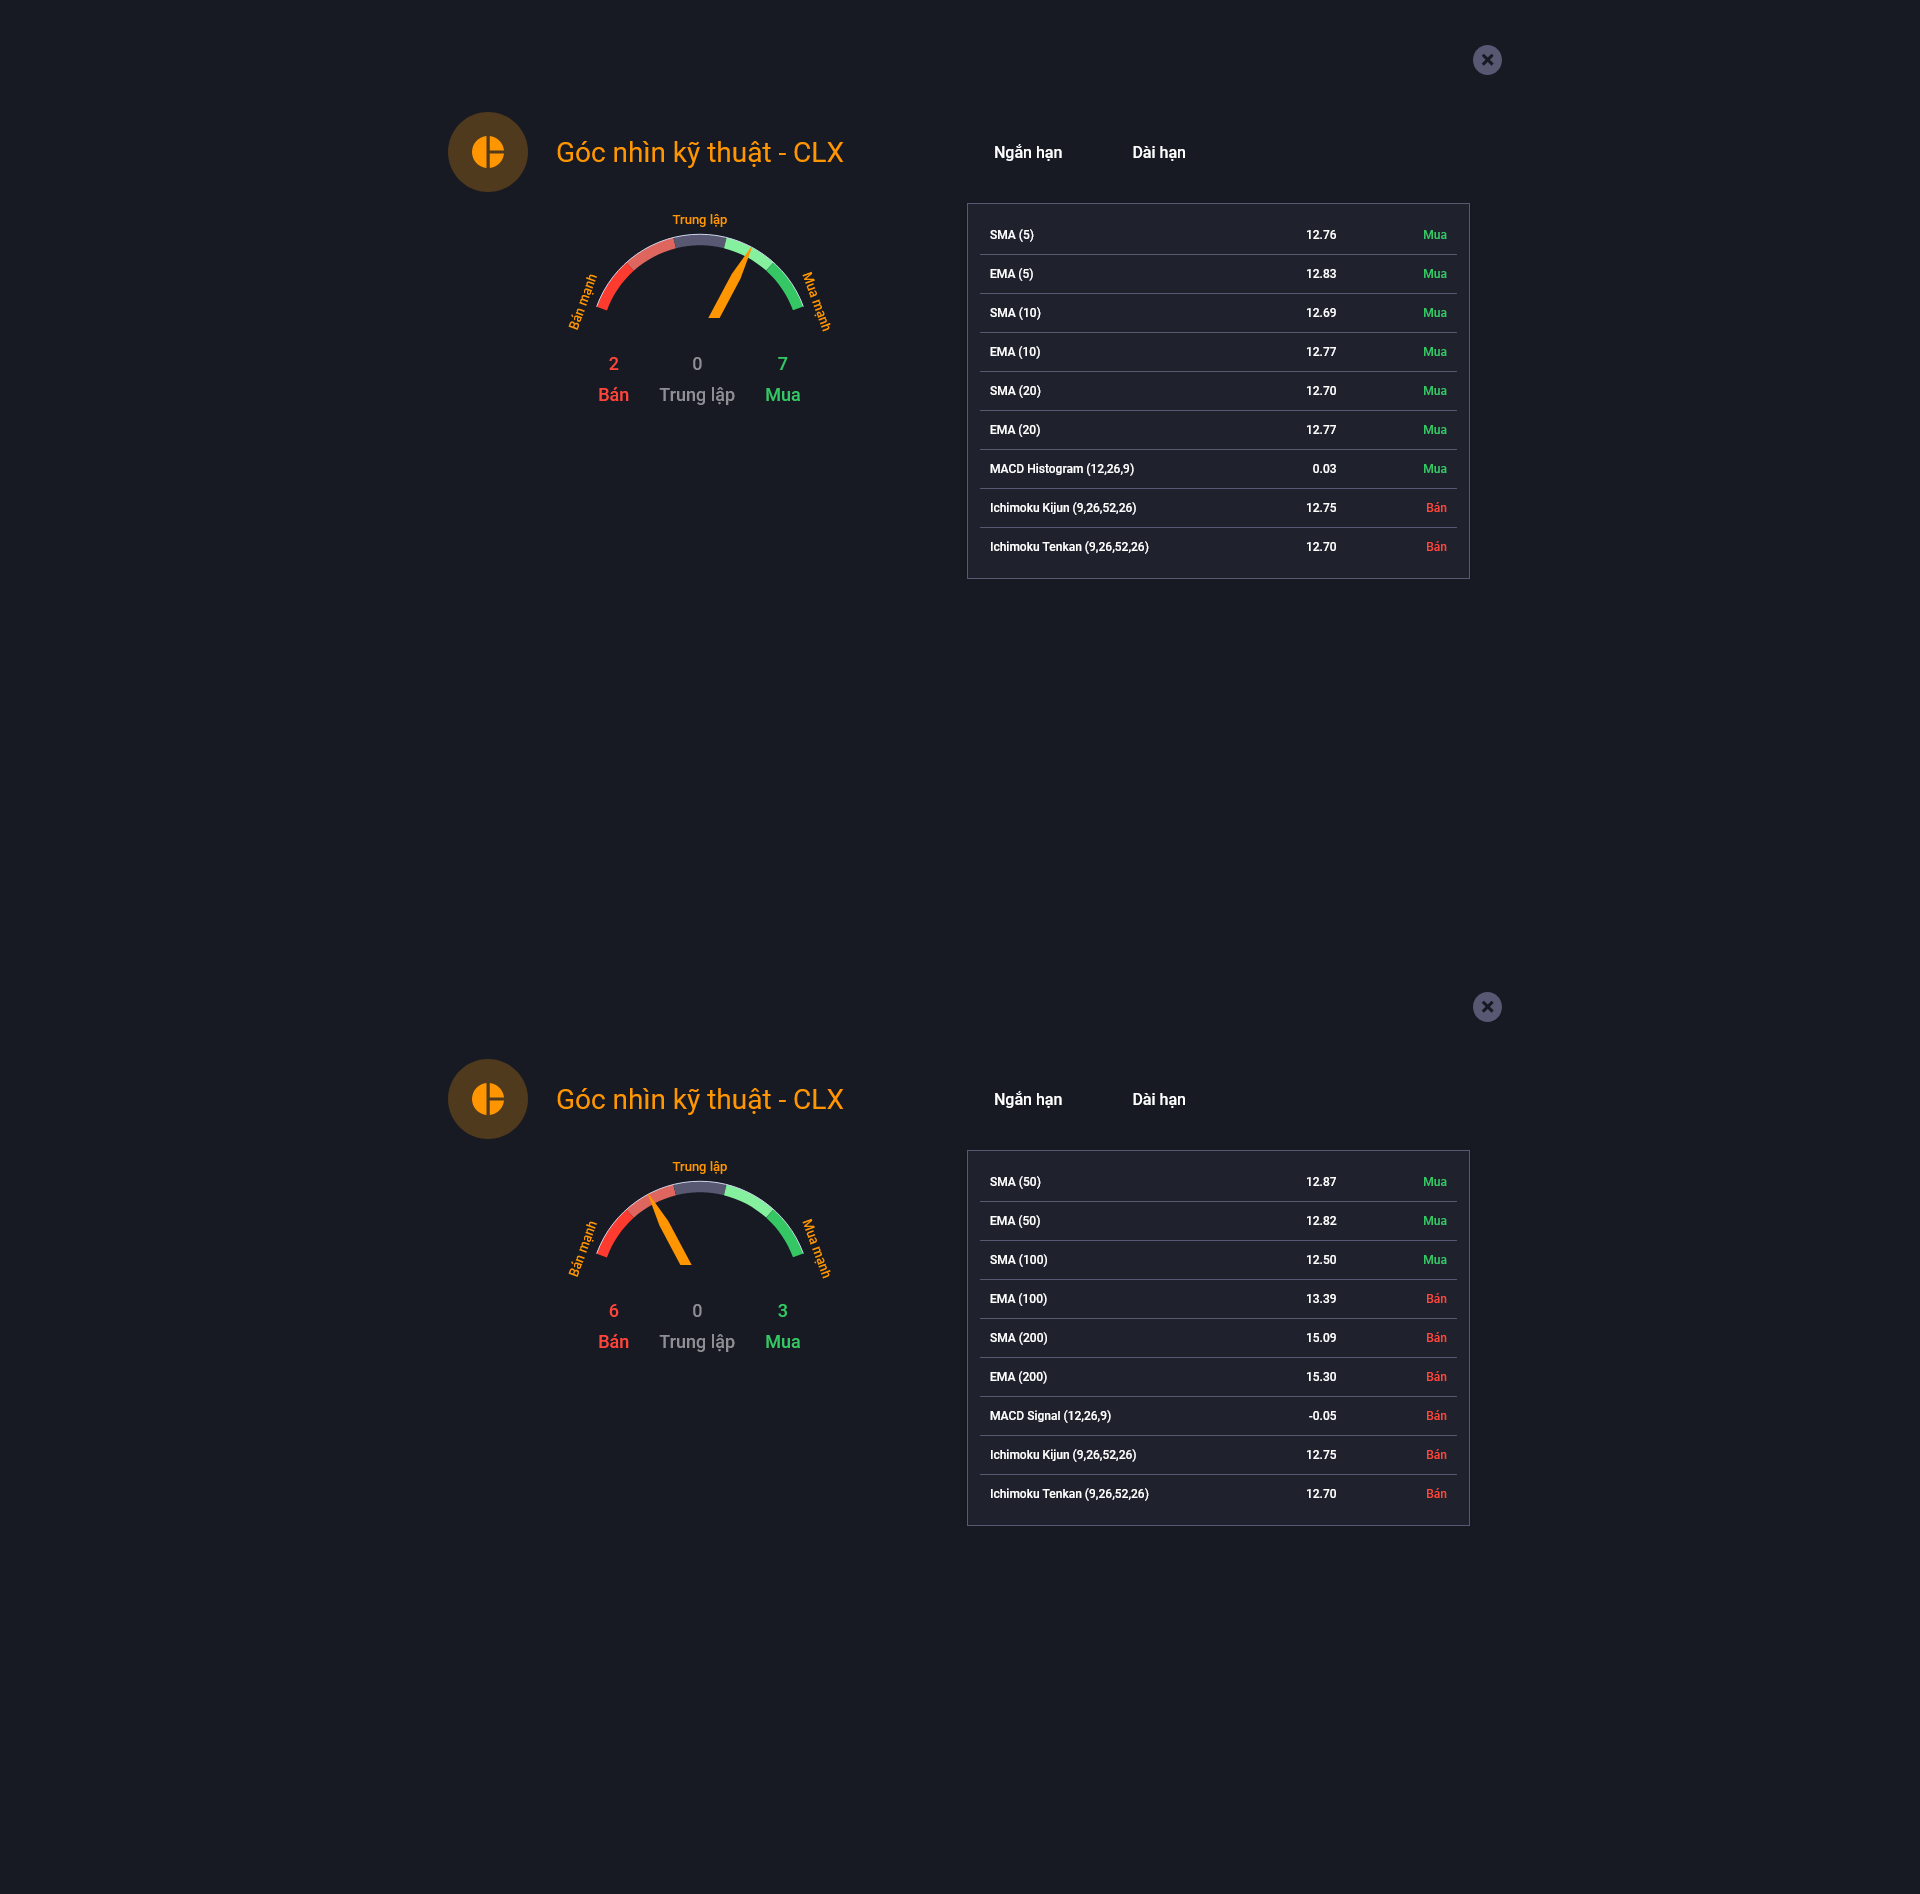 Góc nhìn kỹ thuật - CLX
Ngắn hạn Dài hạn
Trung lập
Bán mạnh
Mua mạnh
2 0 7
Bán Trung lập Mua
SMA (5) 12.76 Mua
EMA (5) 12.83 Mua
SMA (10) 12.69 Mua
EMA (10) 12.77 Mua
SMA (20) 12.70 Mua
EMA (20) 12.77 Mua
MACD Histogram (12,26,9) 0.03 Mua
Ichimoku Kijun (9,26,52,26) 12.75 Bán
Ichimoku Tenkan (9,26,52,26) 12.70 Bán
Góc nhìn kỹ thuật - CLX
Ngắn hạn Dài hạn
Trung lập
Bán mạnh
Mua mạnh
6 0 3
Bán Trung lập Mua
SMA (50) 12.87 Mua
EMA (50) 12.82 Mua
SMA (100) 12.50 Mua
EMA (100) 13.39 Bán
SMA (200) 15.09 Bán
EMA (200) 15.30 Bán
MACD Signal (12,26,9) -0.05 Bán
Ichimoku Kijun (9,26,52,26) 12.75 Bán
Ichimoku Tenkan (9,26,52,26) 12.70 Bán